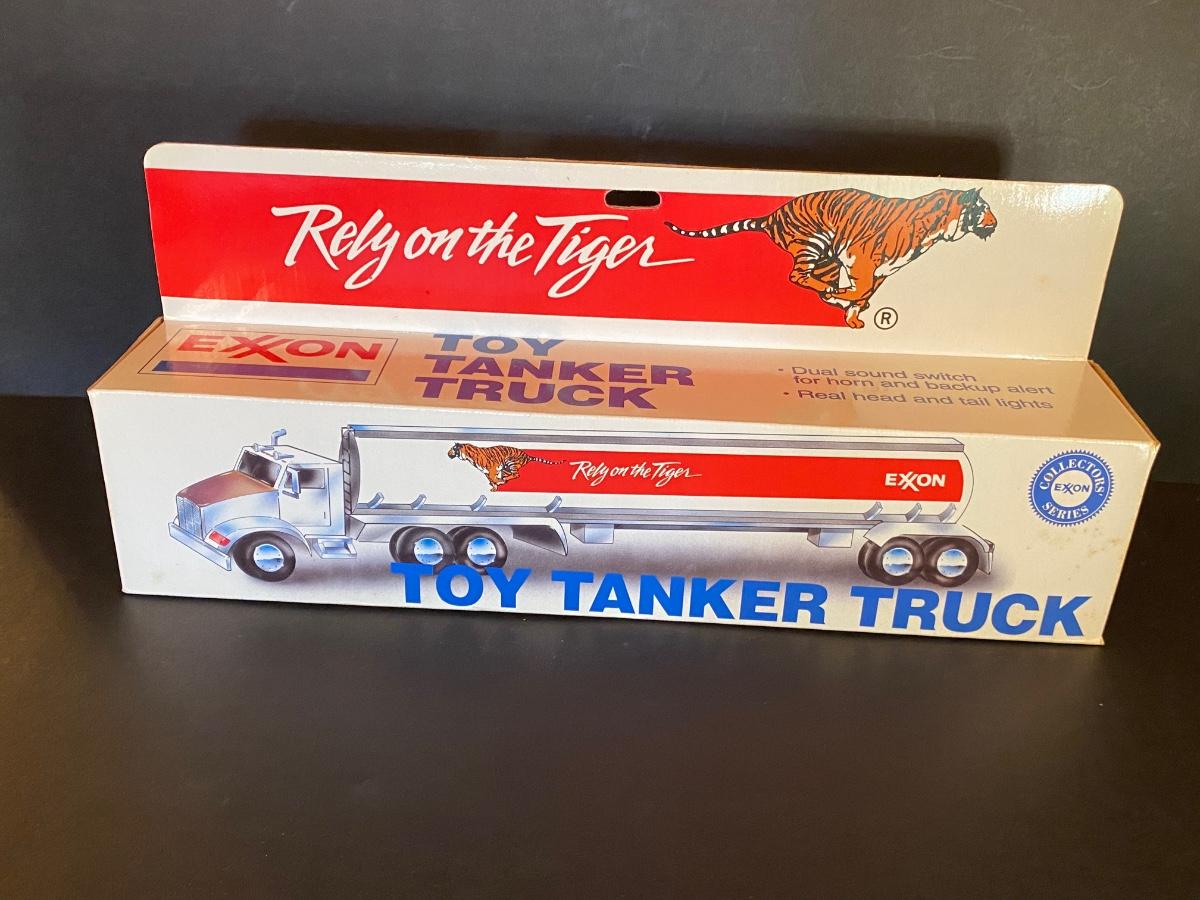 Rely on the Tiger
®
EXXON
TOY
TANKER
TRUCK
• Dual sound switch
for horn and backup alert
• Real head and tail lights
Rely on the Tiger
EXXON
COLLECTORS
EXXON
SERIES
TOY TANKER TRUCK